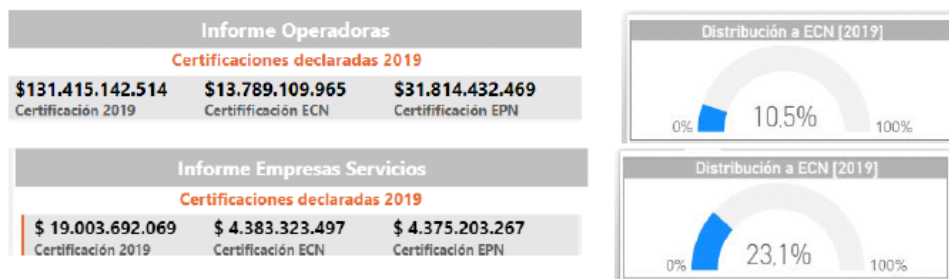 Informe Operadoras
Certificaciones declaradas 2019
$131.415.142.514 $13.789.109.965 $31.814.432.469
Certificación 2019 Certifificación ECN Certifificación EPN
Distribución a ECN [2019]
10,5%
0% 100%
Informe Empresas Servicios
Certificaciones declaradas 2019
$ 19.003.692.069 $ 4.383.323.497 $ 4.375.203.267
Certificación 2019 Certificación ECN Certificación EPN
Distribución a ECN [2019]
23,1%
0% 100%